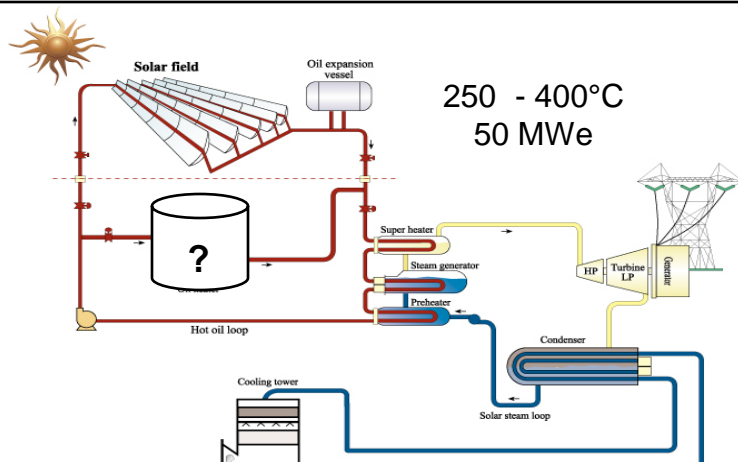 Solar field
Oil expansion
vessel
250 - 400°C
50 MWe
?
Super heater
Steam generator
Preheater
HP
Turbine
LP
Generator
Hot oil loop
Condenser
Solar steam loop
Cooling tower